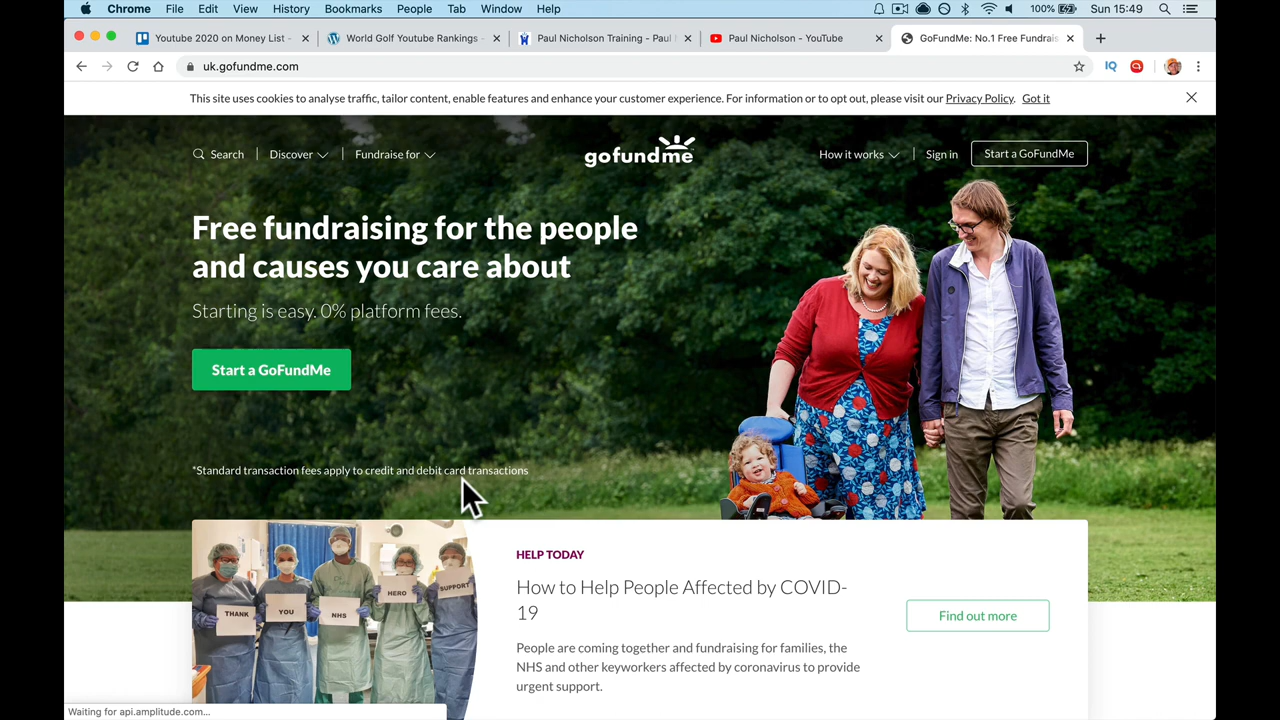 Chrome File Edit View History Bookmarks People Tab Window Help 100% Sun 15:49
Youtube 2020 on Money List - World Golf Youtube Rankings - Paul Nicholson Training - Paul Paul Nicholson - YouTube GoFundMe: No.1 Free Fundrais
uk.gofundme.com IQ
This site uses cookies to analyse traffic, tailor content, enable features and enhance your customer experience. For information or to opt out, please visit our Privacy Policy. Got it
Search Discover Fundraise for gofundme How it works Sign in Start a GoFundMe
Free fundraising for the people
and causes you care about
Starting is easy. 0% platform fees.
Start a GoFundMe
*Standard transaction fees apply to credit and debit card transactions
THANK YOU NHS HERO SUPPORT
HELP TODAY
How to Help People Affected by COVID-
19
Find out more
People are coming together and fundraising for families, the
NHS and other keyworkers affected by coronavirus to provide
urgent support.
Waiting for api.amplitude.com...